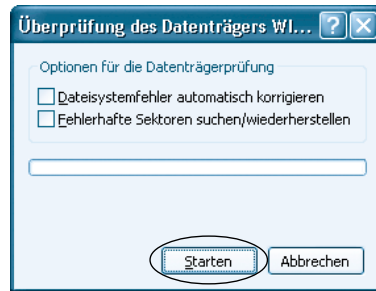 Überprüfung des Datenträgers WI...
Optionen für die Datenträgerprüfung
Dateisystemfehler automatisch korrigieren
Fehlerhafte Sektoren suchen/wiederherstellen
Starten
Abbrechen